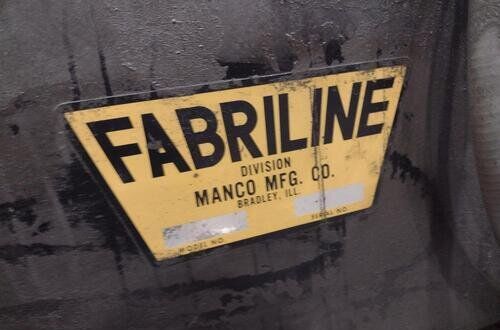 FABRILINE
DIVISION
MANCO MFG. CO.
BRADLEY, ILL.
MODEL NO. SERIAL NO.